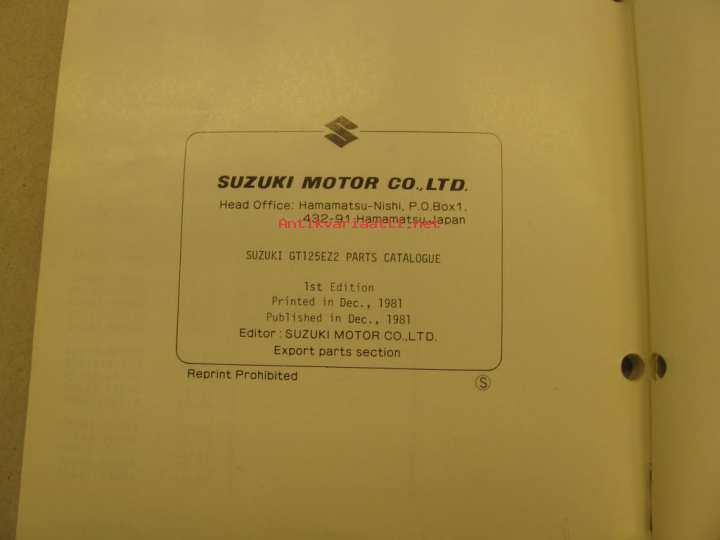 SUZUKI MOTOR CO.,LTD.
Head Office: Hamamatsu-Nishi, P.O.Box1.
432-91 Hamamatsu Japan
Antikvariaatti.net
SUZUKI GT125EZ2 PARTS CATALOGUE
1st Edition
Printed in Dec., 1981
Published in Dec., 1981
Editor : SUZUKI MOTOR CO.,LTD.
Export parts section
Reprint Prohibited
Ⓢ